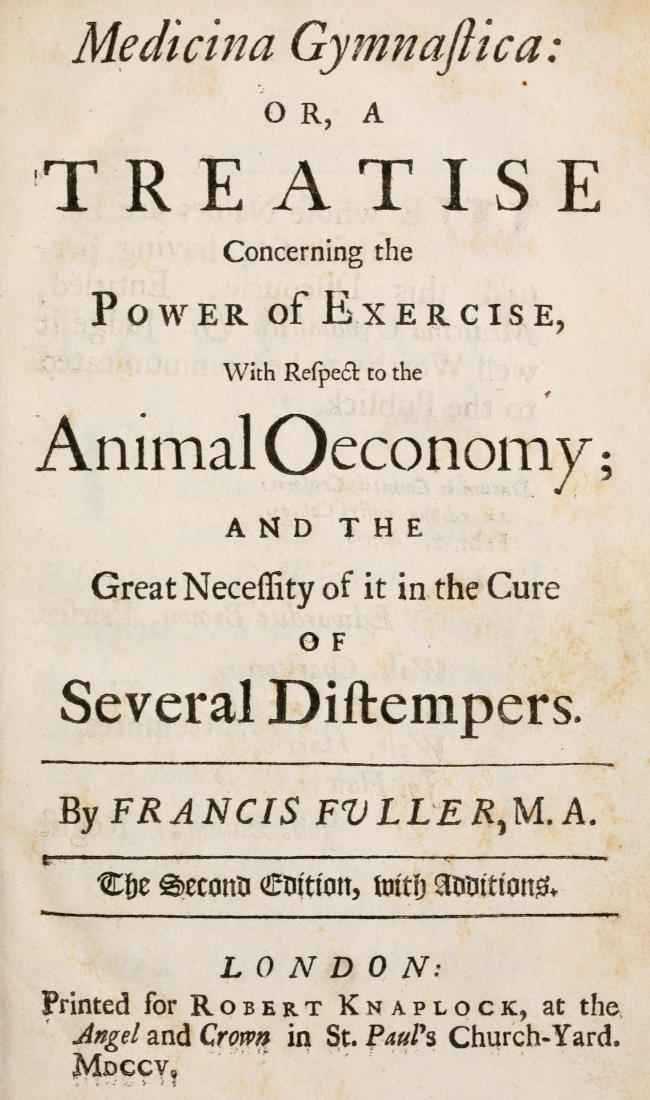 Medicina Gymnaſtica:
OR, A
TREATISE
Concerning the
POWER of EXERCISE,
With Reſpect to the
Animal Oeconomy;
AND THE
Great Neceſſity of it in the Cure
OF
Several Diſtempers.
By FRANCIS FULLER, M. A.
The Second Edition, with Additions.
LONDON:
Printed for ROBERT KNAPLOCK, at the
Angel and Crown in St. Paul's Church-Yard.
MDCCV.